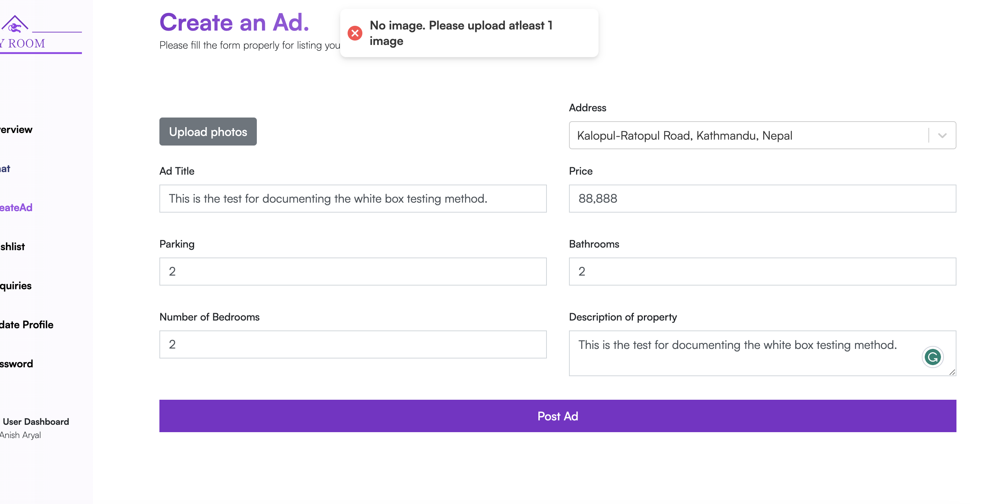 Y ROOM
Create an Ad.
Please fill the form properly for listing you
No image. Please upload atleast 1
image
erview
at
eateAd
shlist
quiries
date Profile
ssword
User Dashboard
Anish Aryal
Upload photos
Address
Kalopul-Ratopul Road, Kathmandu, Nepal
Ad Title
This is the test for documenting the white box testing method.
Price
88,888
Parking
2
Bathrooms
2
Number of Bedrooms
2
Description of property
This is the test for documenting the white box testing method.
Post Ad